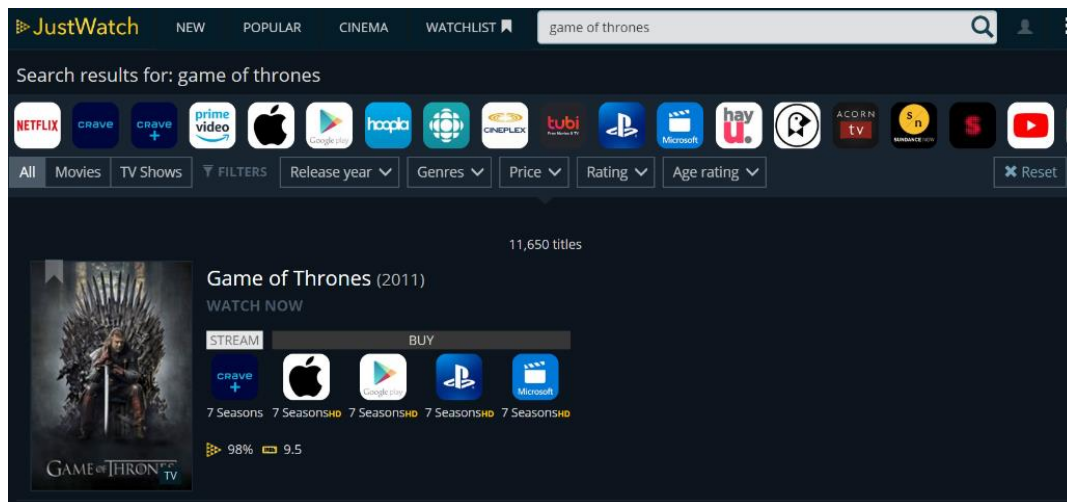 JustWatch NEW POPULAR CINEMA WATCHLIST game of thrones
Search results for: game of thrones
NETFLIX CRAVE CRAVE + prime video Google play hoopla CINEPLEX tubi Microsoft hay u. ACORN tv S/n SUNDANCE NOW S
All Movies TV Shows FILTERS Release year Genres Price Rating Age rating Reset
11,650 titles
Game of Thrones (2011)
WATCH NOW
STREAM BUY
CRAVE + Google play Microsoft
7 Seasons 7 SeasonsHD 7 SeasonsHD 7 SeasonsHD 7 SeasonsHD
98% 9.5
GAME OF THRONES
TV